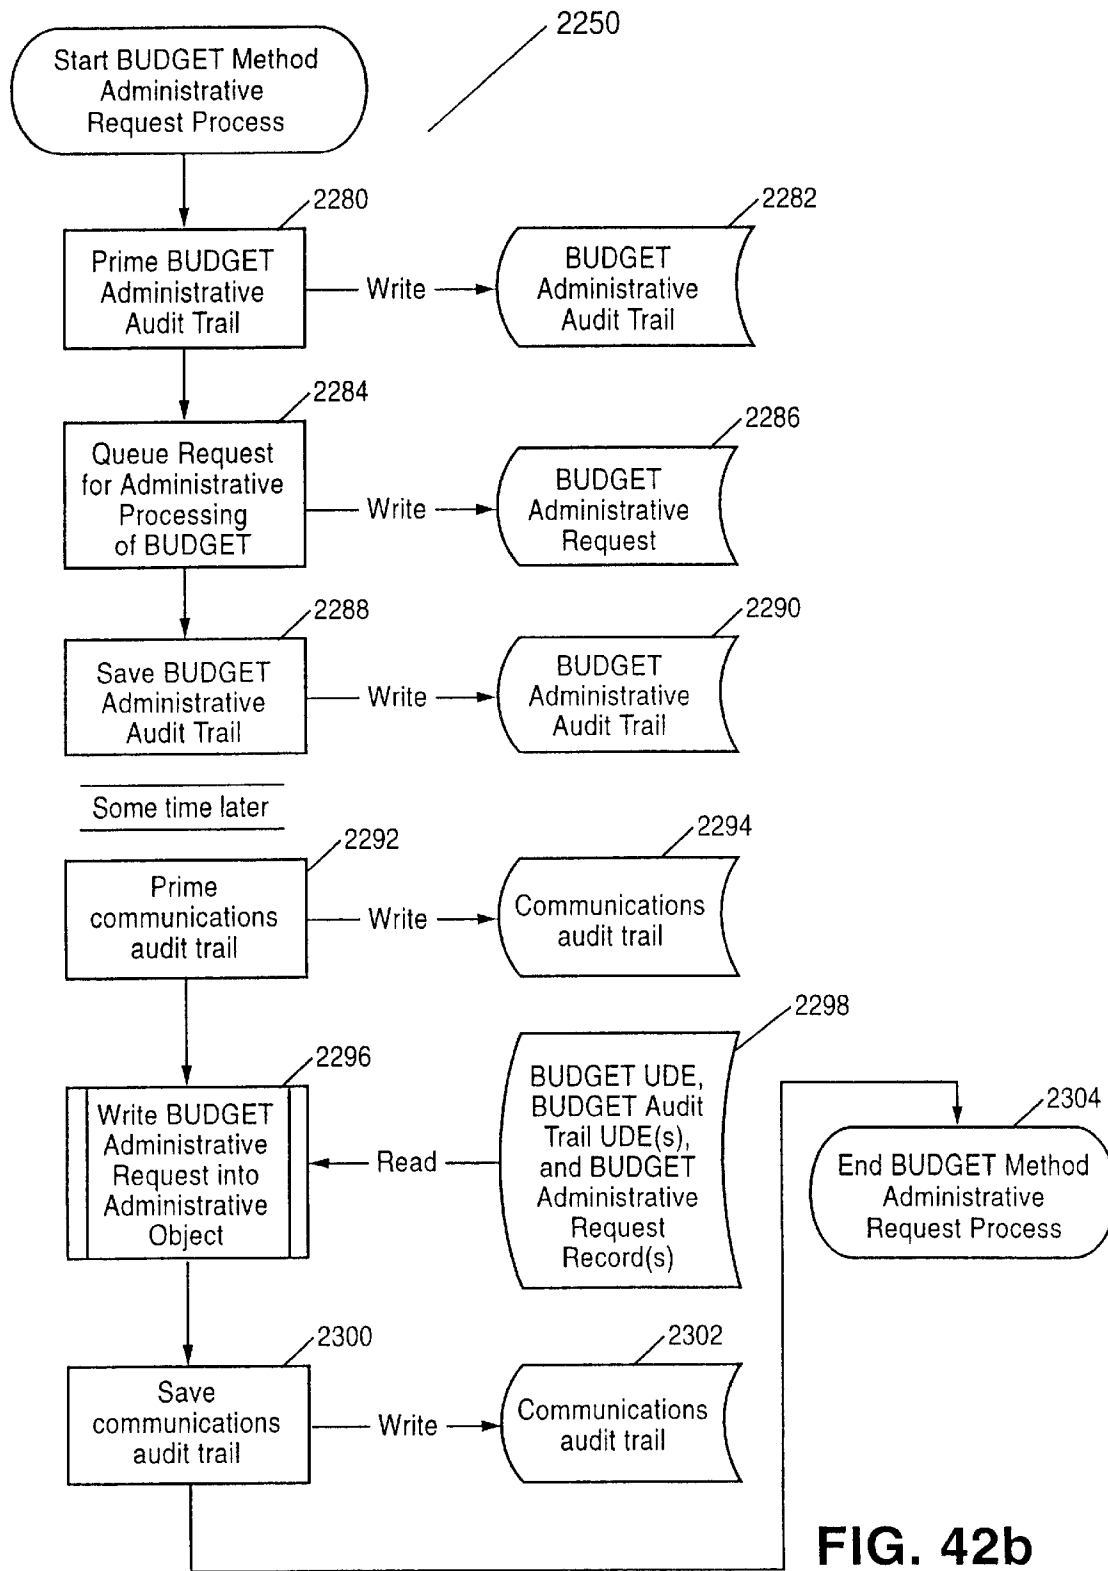 2250
Start BUDGET Method
Administrative
Request Process
2280
Prime BUDGET
Administrative
Audit Trail
Write
2282
BUDGET
Administrative
Audit Trail
2284
Queue Request
for Administrative
Processing
of BUDGET
Write
2286
BUDGET
Administrative
Request
2288
Save BUDGET
Administrative
Audit Trail
Write
2290
BUDGET
Administrative
Audit Trail
Some time later
2292
Prime
communications
audit trail
Write
2294
Communications
audit trail
2296
Write BUDGET
Administrative
Request into
Administrative
Object
Read
2298
BUDGET UDE,
BUDGET Audit
Trail UDE(s),
and BUDGET
Administrative
Request
Record(s)
2300
Save
communications
audit trail
Write
2302
Communications
audit trail
2304
End BUDGET Method
Administrative
Request Process
FIG. 42b